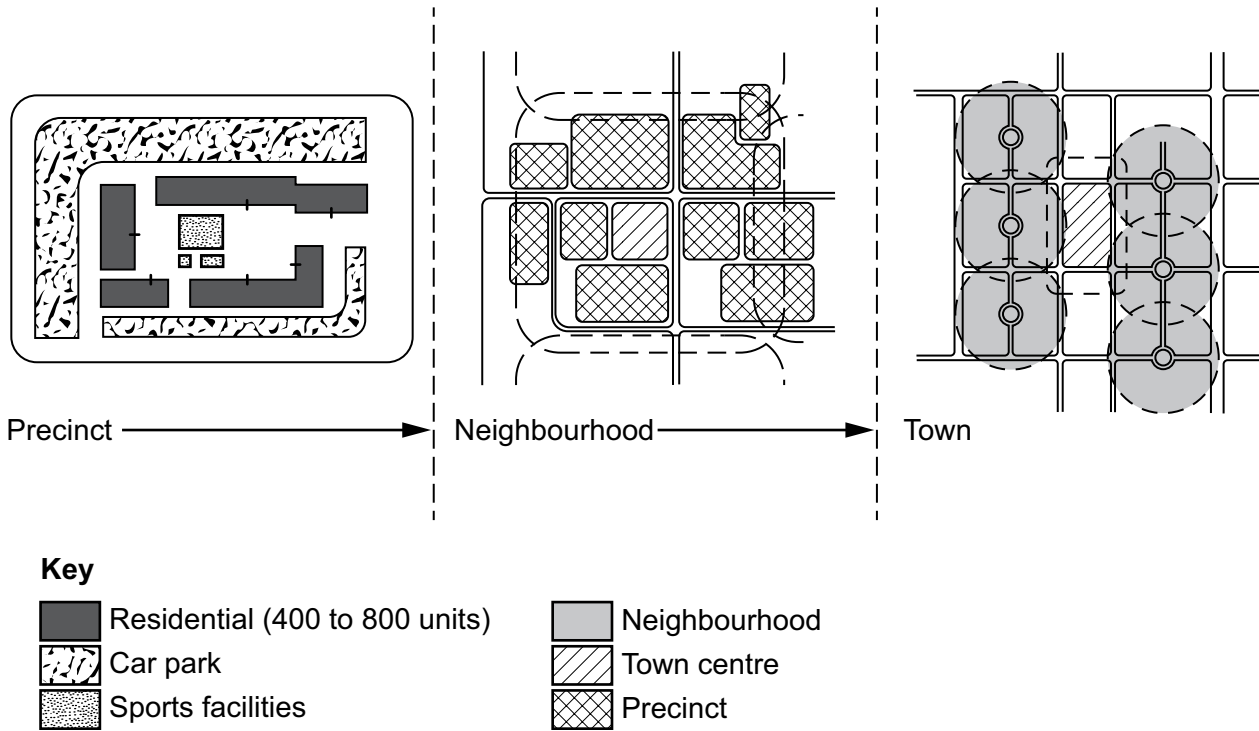 Precinct
Neighbourhood
Town
Key
Residential (400 to 800 units)
Car park
Sports facilities
Neighbourhood
Town centre
Precinct